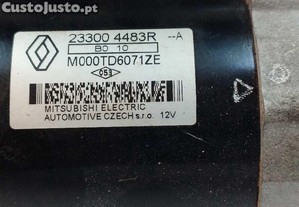 CustoJusto.pt
23300 4483R --A
B0 10
M000TD6071ZE
053
MITSUBISHI ELECTRIC
AUTOMOTIVE CZECH s.r.o. 12V